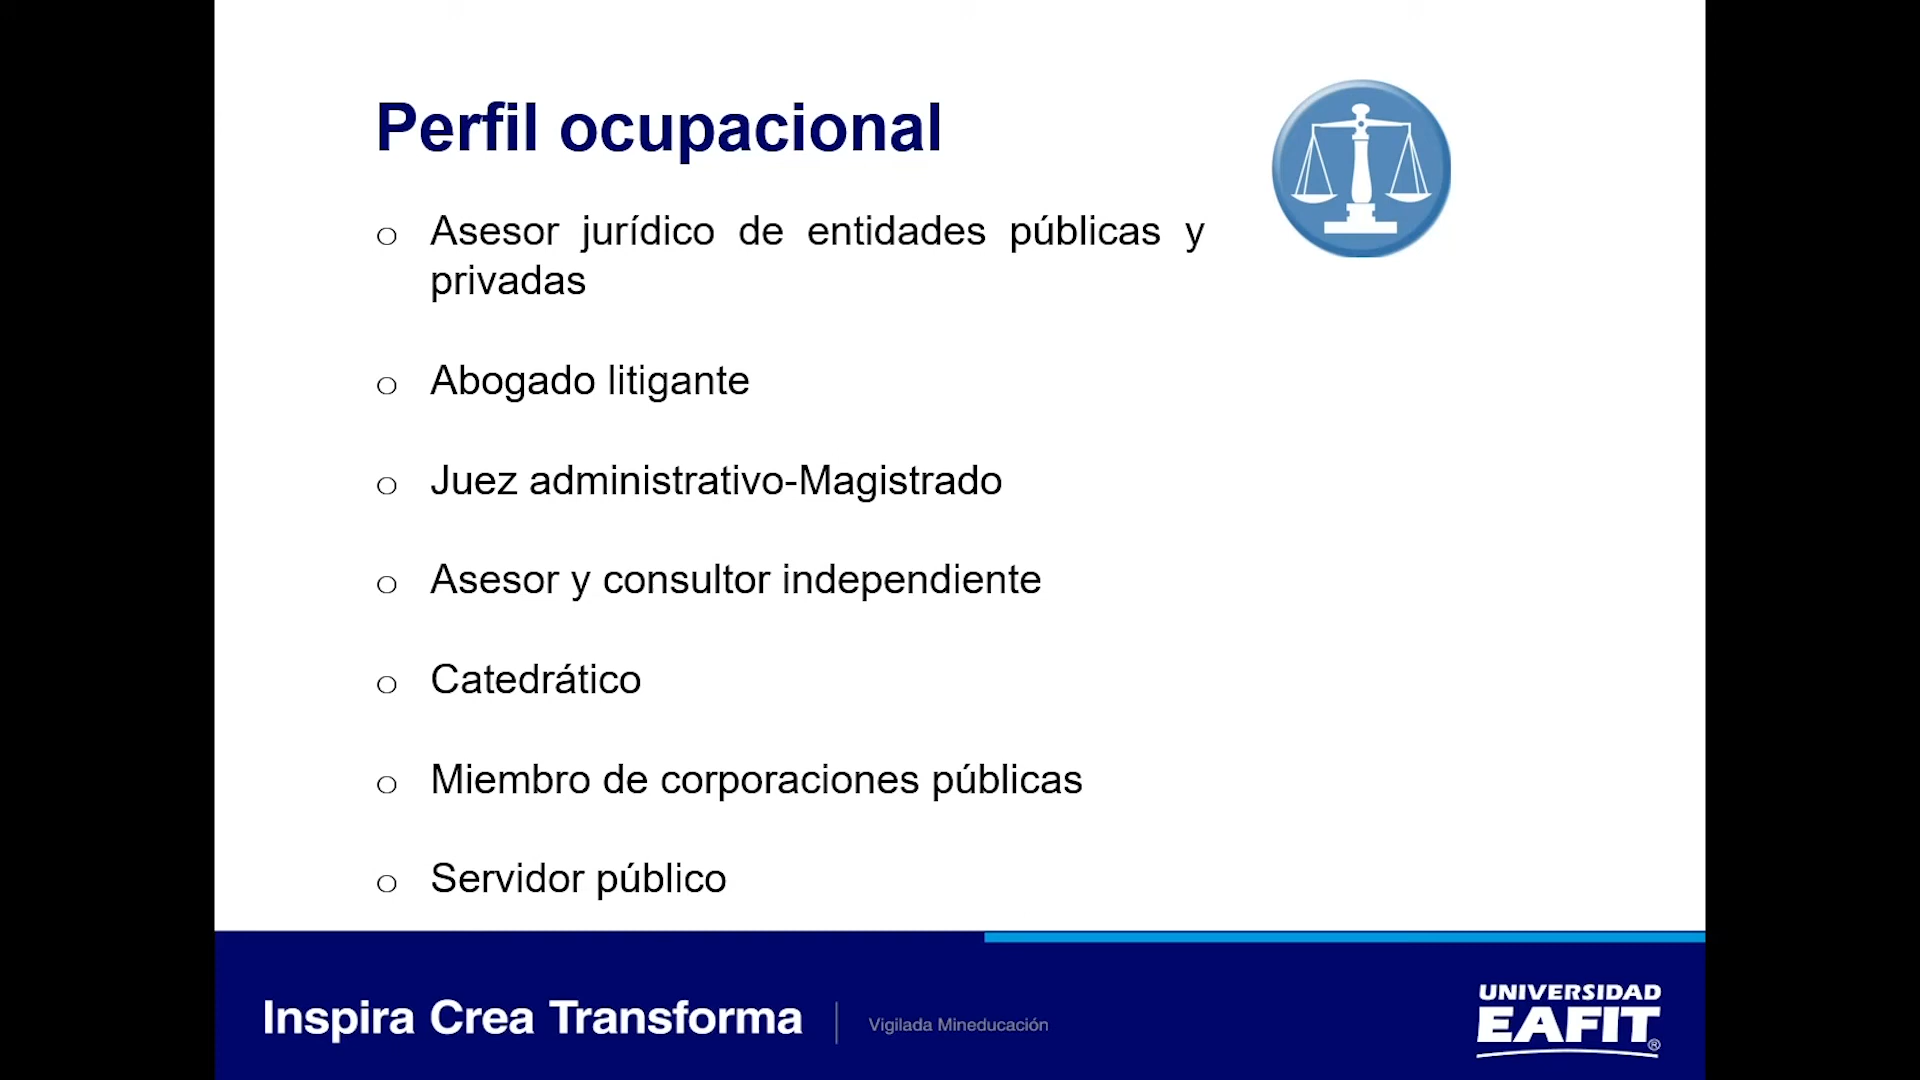 Perfil ocupacional
o Asesor jurídico de entidades públicas y
privadas
o Abogado litigante
o Juez administrativo-Magistrado
o Asesor y consultor independiente
o Catedrático
o Miembro de corporaciones públicas
o Servidor público
Inspira Crea Transforma | Vigilada Mineducación
UNIVERSIDAD
EAFIT®